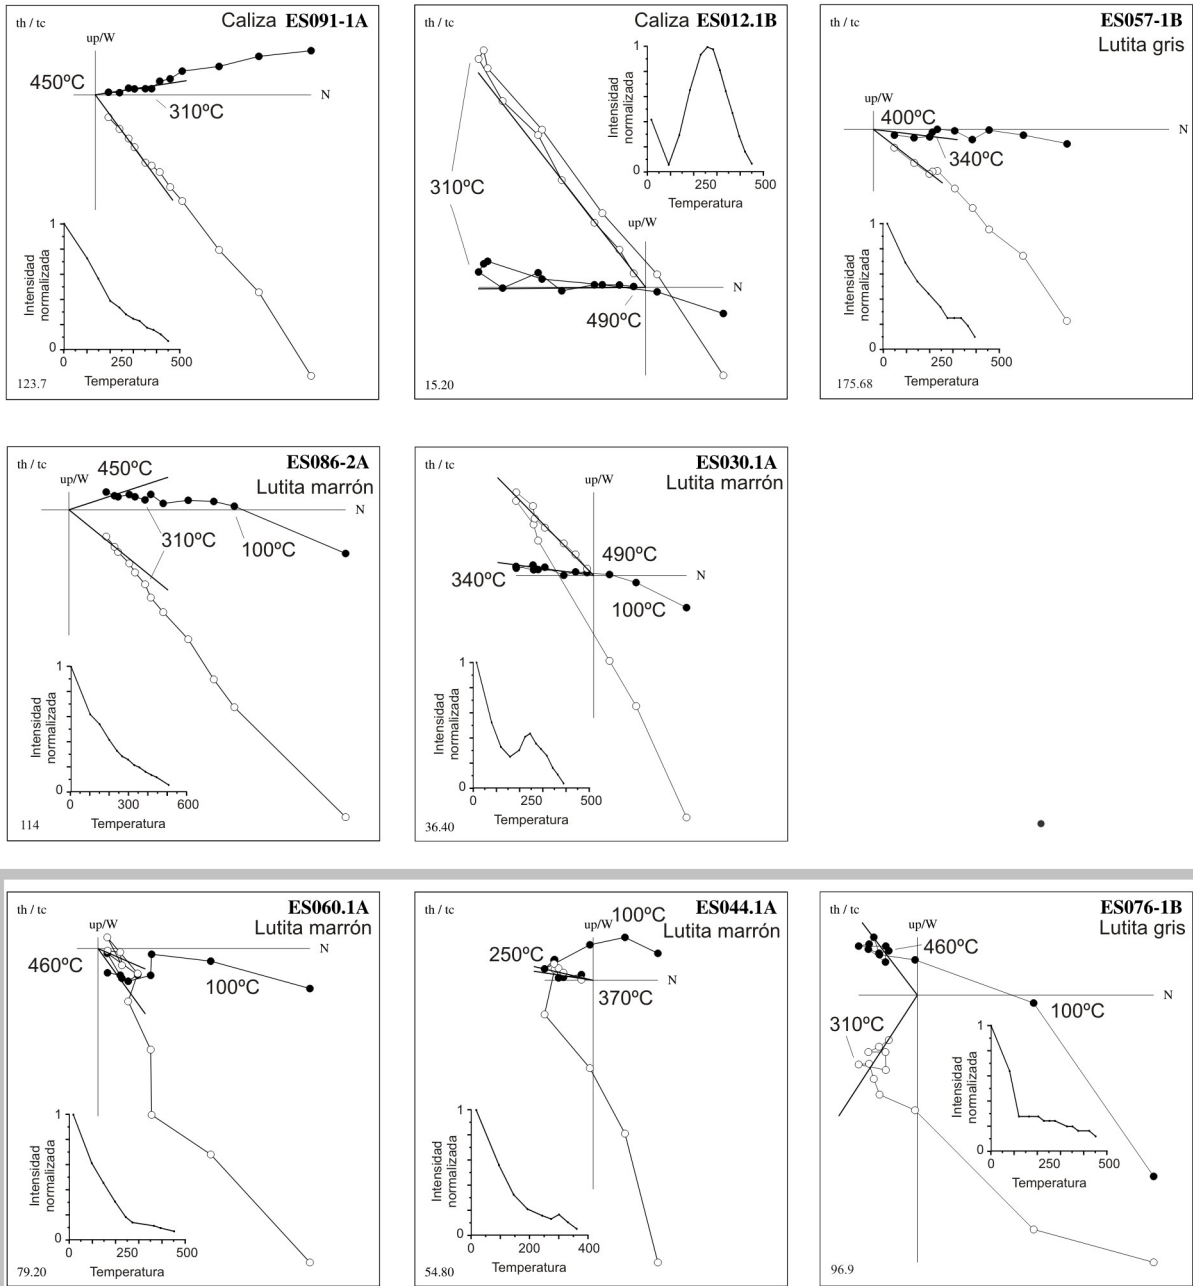 th / tc
Caliza ES091-1A
up/W
450ºC
N
310ºC
1
Intensidad
normalizada
0
0 250 500
Temperatura
123.7
th / tc
Caliza ES012.1B
1
Intensidad
normalizada
0
0 250 500
Temperatura
310ºC
up/W
N
490ºC
15.20
th / tc
ES057-1B
Lutita gris
up/W
400ºC
N
340ºC
1
Intensidad
normalizada
0
0 250 500
Temperatura
175.68
th / tc
ES086-2A
Lutita marrón
450ºC
up/W
N
310ºC
100ºC
1
Intensidad
normalizada
0
0 300 600
Temperatura
114
th / tc
ES030.1A
Lutita marrón
up/W
490ºC
340ºC
N
100ºC
1
Intensidad
normalizada
0
0 250 500
Temperatura
36.40
th / tc
ES060.1A
Lutita marrón
up/W
N
460ºC
100ºC
1
Intensidad
normalizada
0
0 250 500
Temperatura
79.20
th / tc
ES044.1A
Lutita marrón
100ºC
up/W
250ºC
N
370ºC
1
Intensidad
normalizada
0
0 200 400
Temperatura
54.80
th / tc
ES076-1B
Lutita gris
up/W
460ºC
N
100ºC
310ºC
1
Intensidad
normalizada
0
0 250 500
Temperatura
96.9